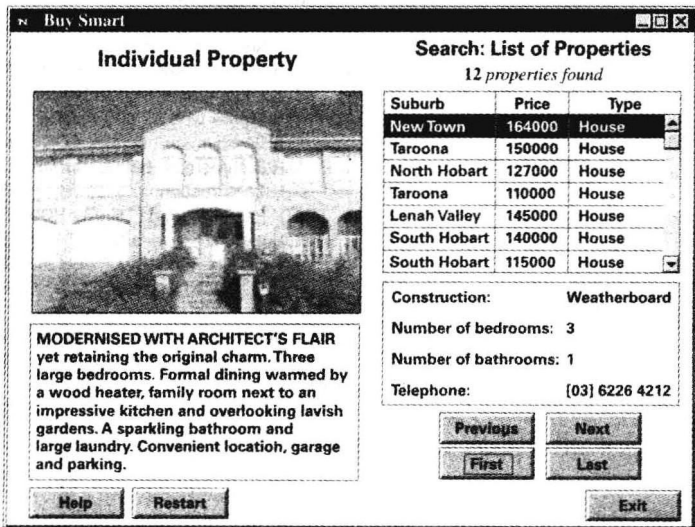 Buy Smart
Individual Property
MODERNISED WITH ARCHITECT'S FLAIR
yet retaining the original charm. Three
large bedrooms. Formal dining warmed by
a wood heater, family room next to an
impressive kitchen and overlooking lavish
gardens. A sparkling bathroom and
large laundry. Convenient location, garage
and parking.
Help Restart
Search: List of Properties
12 properties found
Suburb Price Type
New Town 164000 House
Taroona 150000 House
North Hobart 127000 House
Taroona 110000 House
Lenah Valley 145000 House
South Hobart 140000 House
South Hobart 115000 House
Construction: Weatherboard
Number of bedrooms: 3
Number of bathrooms: 1
Telephone: [03] 6226 4212
Previous Next
First Last
Exit